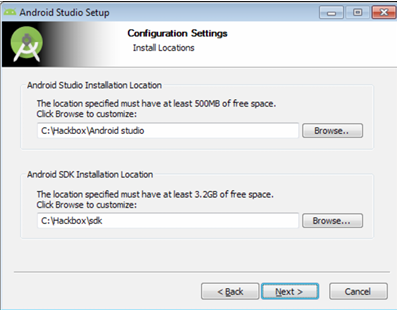 Android Studio Setup
Configuration Settings
Install Locations
Android Studio Installation Location
The location specified must have at least 500MB of free space.
Click Browse to customize:
C:\Hackbox\Android studio
Browse..
Android SDK Installation Location
The location specified must have at least 3.2GB of free space.
Click Browse to customize:
C:\Hackbox\sdk
Browse...
< Back Next > Cancel